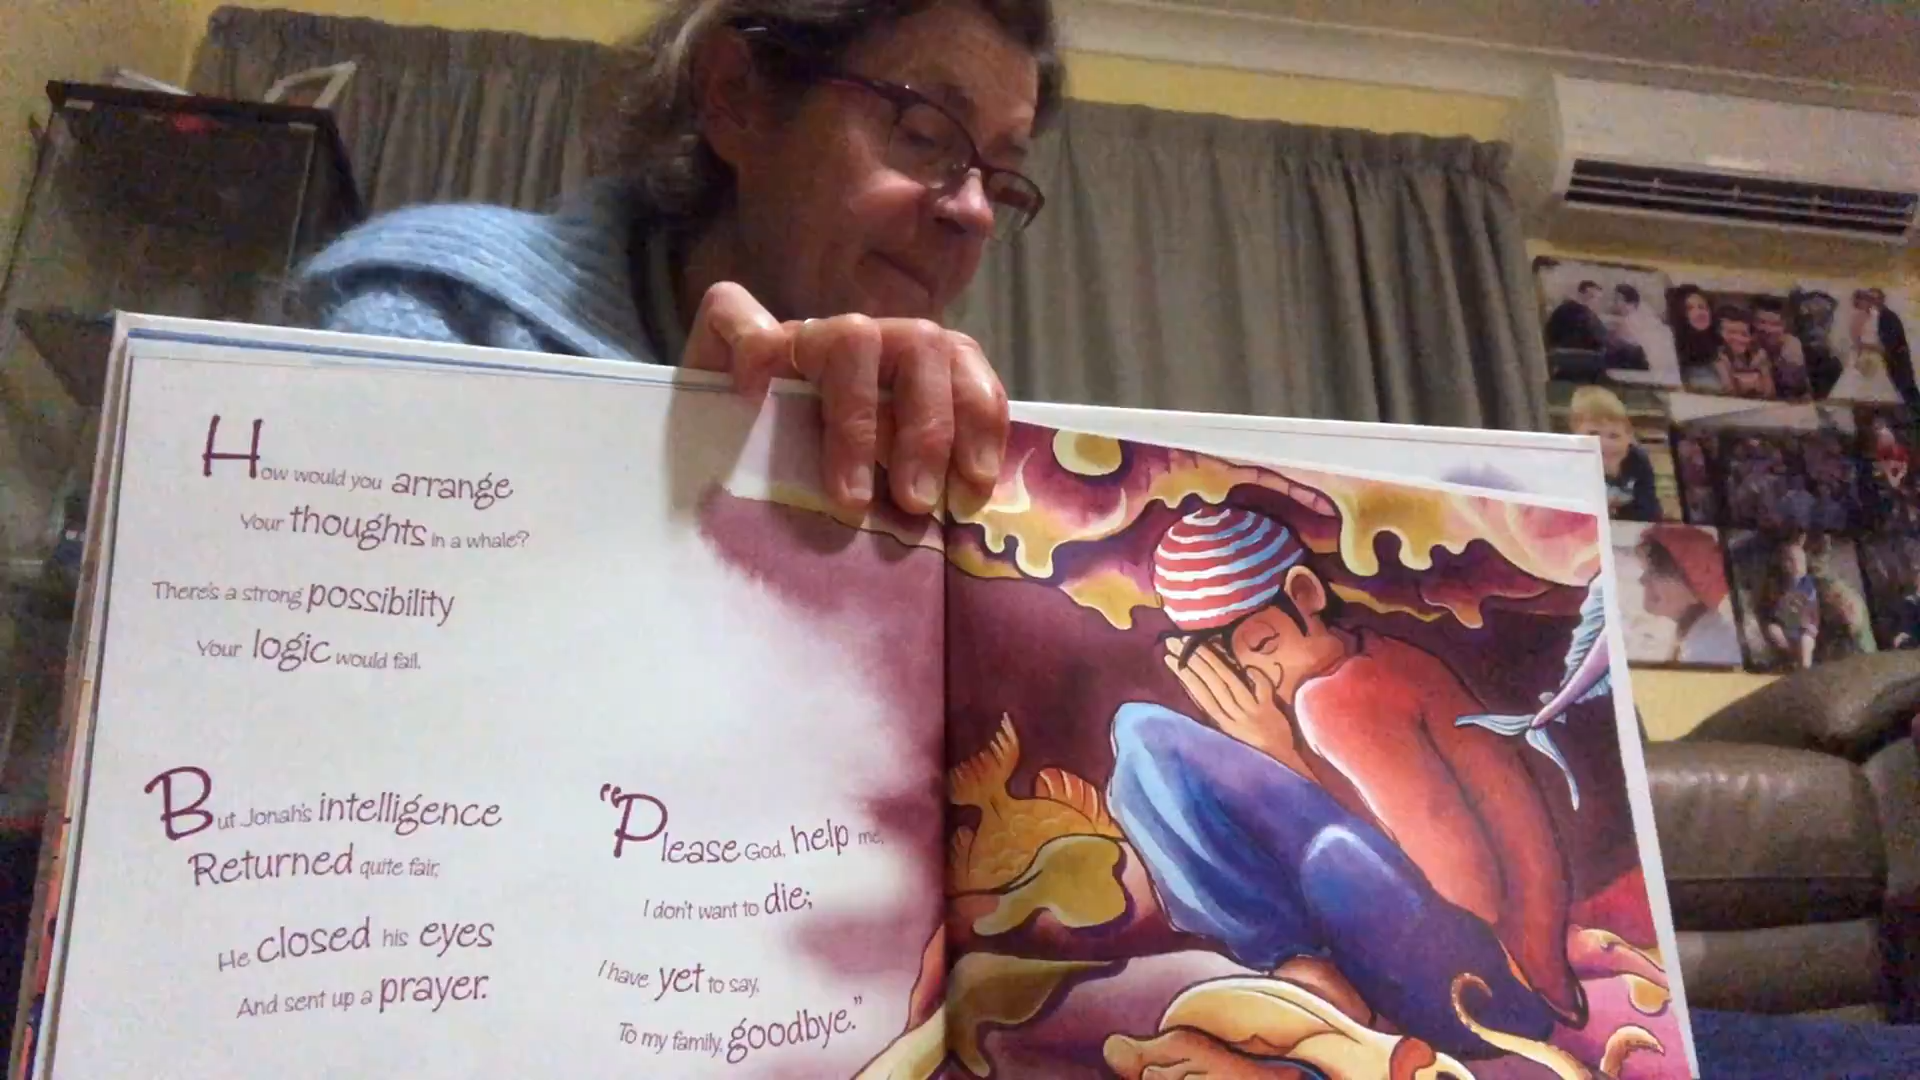 How would you arrange
Your thoughts in a whale?
There's a strong possibility
Your logic would fail.
But Jonah's intelligence
Returned quite fair,
He closed his eyes
And sent up a prayer.
"Please God, help me,
I don't want to die;
I have yet to say,
To my family, goodbye."